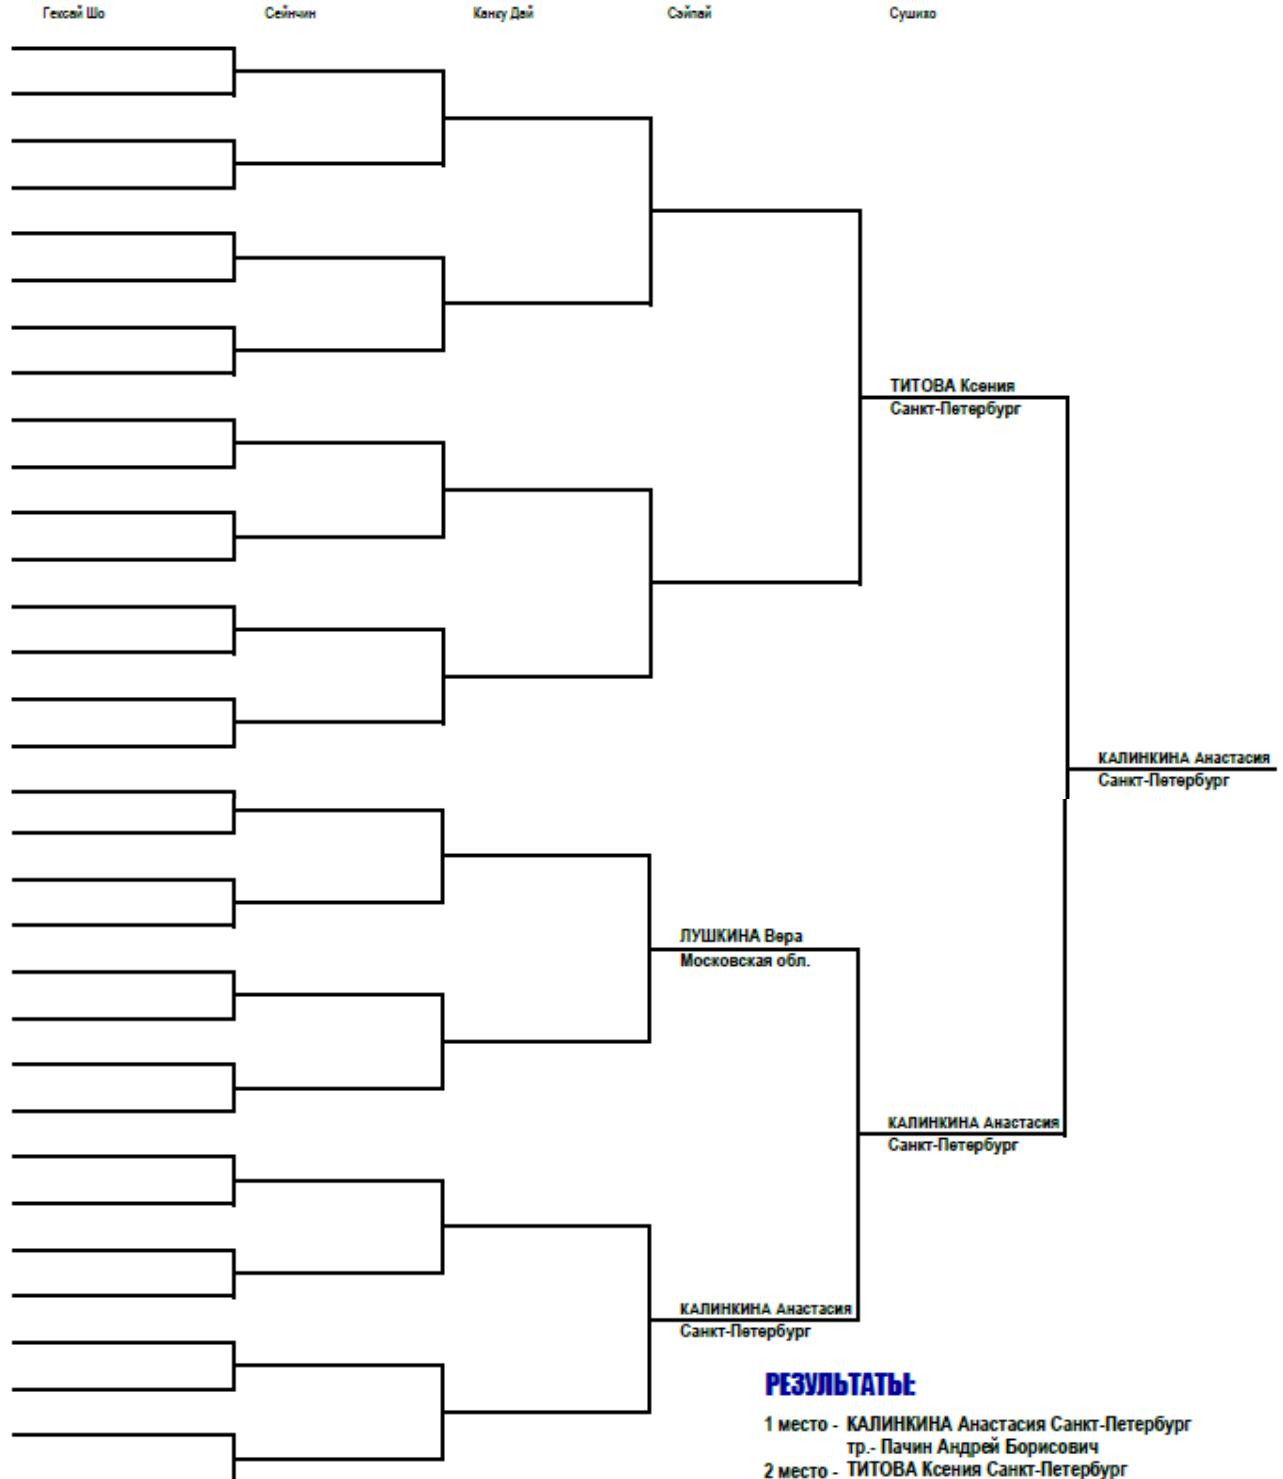 Гексай Шо Сейнчин Канку Дай Сэйпай Сушихо
ТИТОВА Ксения
Санкт-Петербург
КАЛИНКИНА Анастасия
Санкт-Петербург
ЛУШКИНА Вера
Московская обл.
КАЛИНКИНА Анастасия
Санкт-Петербург
КАЛИНКИНА Анастасия
Санкт-Петербург
РЕЗУЛЬТАТЫ:
1 место - КАЛИНКИНА Анастасия Санкт-Петербург
тр.- Пачин Андрей Борисович
2 место - ТИТОВА Ксения Санкт-Петербург